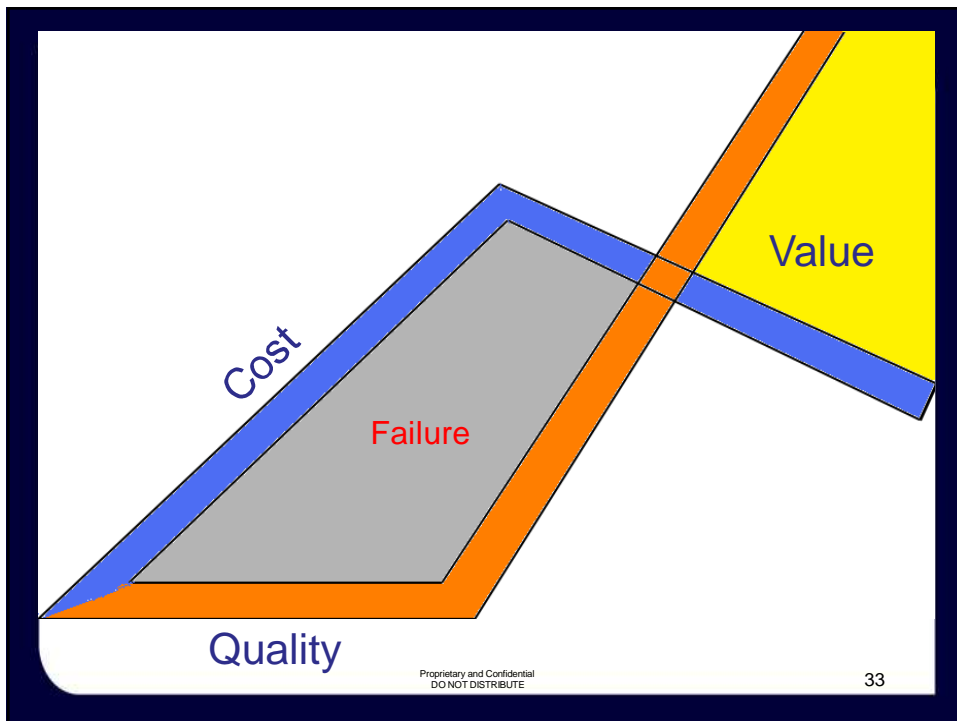 Value
Cost
Failure
Quality
Proprietary and Confidential
DO NOT DISTRIBUTE
33